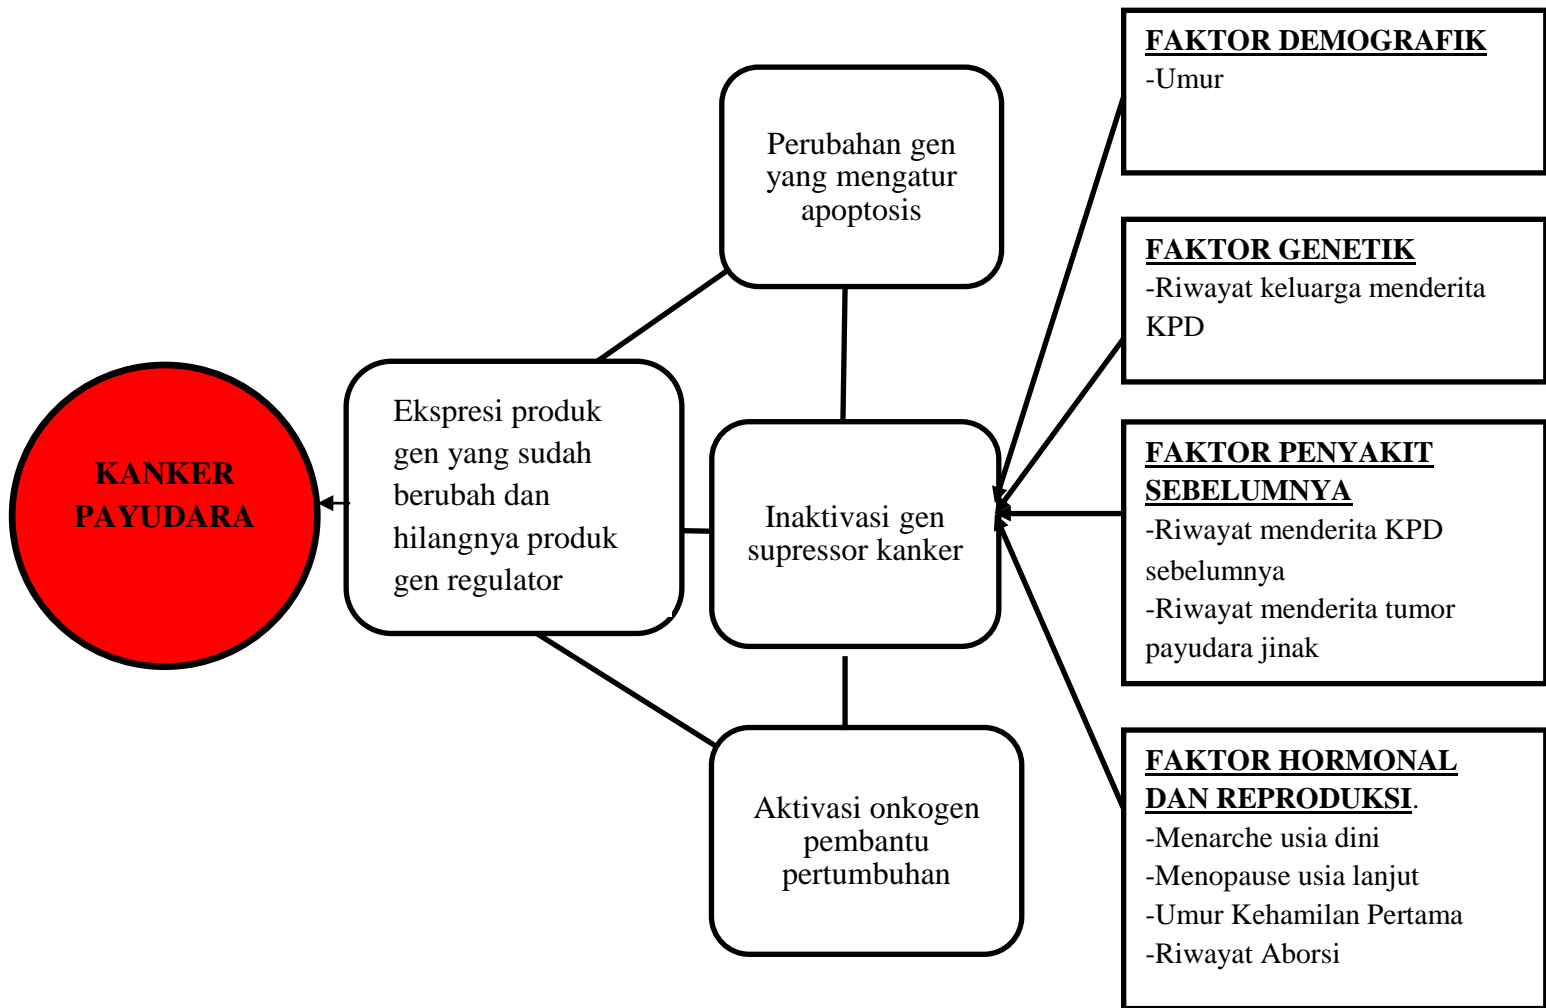 KANKER
PAYUDARA
Ekspresi produk
gen yang sudah
berubah dan
hilangnya produk
gen regulator
Perubahan gen
yang mengatur
apoptosis
Inaktivasi gen
supressor kanker
Aktivasi onkogen
pembantu
pertumbuhan
FAKTOR DEMOGRAFIK
-Umur
FAKTOR GENETIK
-Riwayat keluarga menderita
KPD
FAKTOR PENYAKIT
SEBELUMNYA
-Riwayat menderita KPD
sebelumnya
-Riwayat menderita tumor
payudara jinak
FAKTOR HORMONAL
DAN REPRODUKSI.
-Menarche usia dini
-Menopause usia lanjut
-Umur Kehamilan Pertama
-Riwayat Aborsi